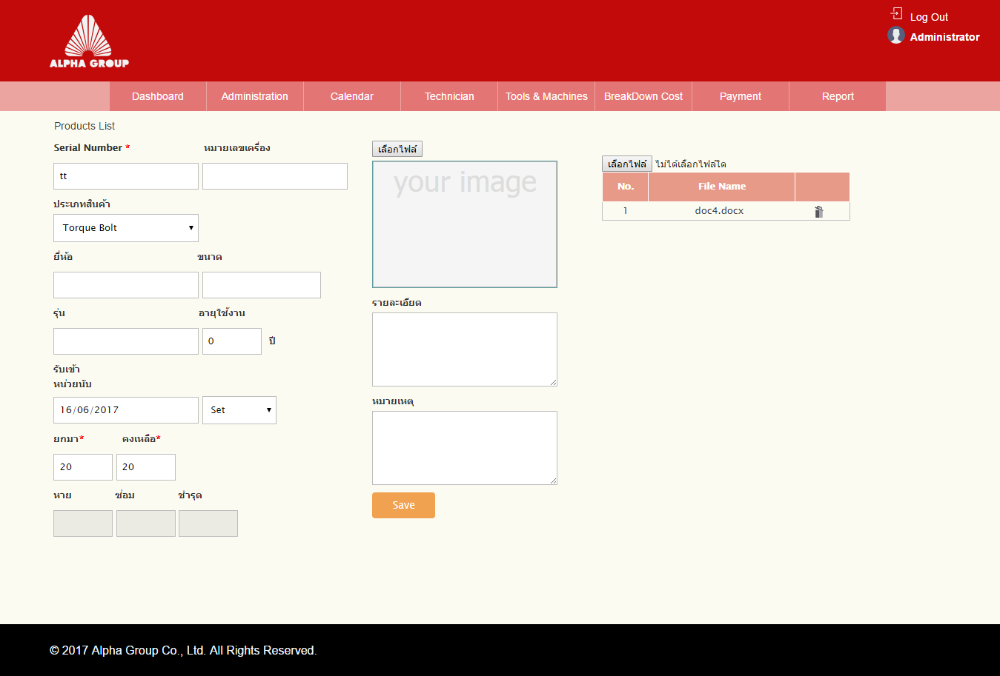 ALPHA GROUP
Log Out
Administrator
Dashboard Administration Calendar Technician Tools & Machines BreakDown Cost Payment Report
Products List
Serial Number * หมายเลขเครื่อง
tt
ประเภทสินค้า
Torque Bolt
ยี่ห้อ ขนาด
รุ่น อายุใช้งาน
0 ปี
รับเข้า
หน่วยนับ
16/06/2017 Set
ยกมา* คงเหลือ*
20 20
หาย ซ่อม ชำรุด
เลือกไฟล์
your image
รายละเอียด
หมายเหตุ
Save
เลือกไฟล์ ไม่ได้เลือกไฟล์ใด
No. File Name
1 doc4.docx
© 2017 Alpha Group Co., Ltd. All Rights Reserved.